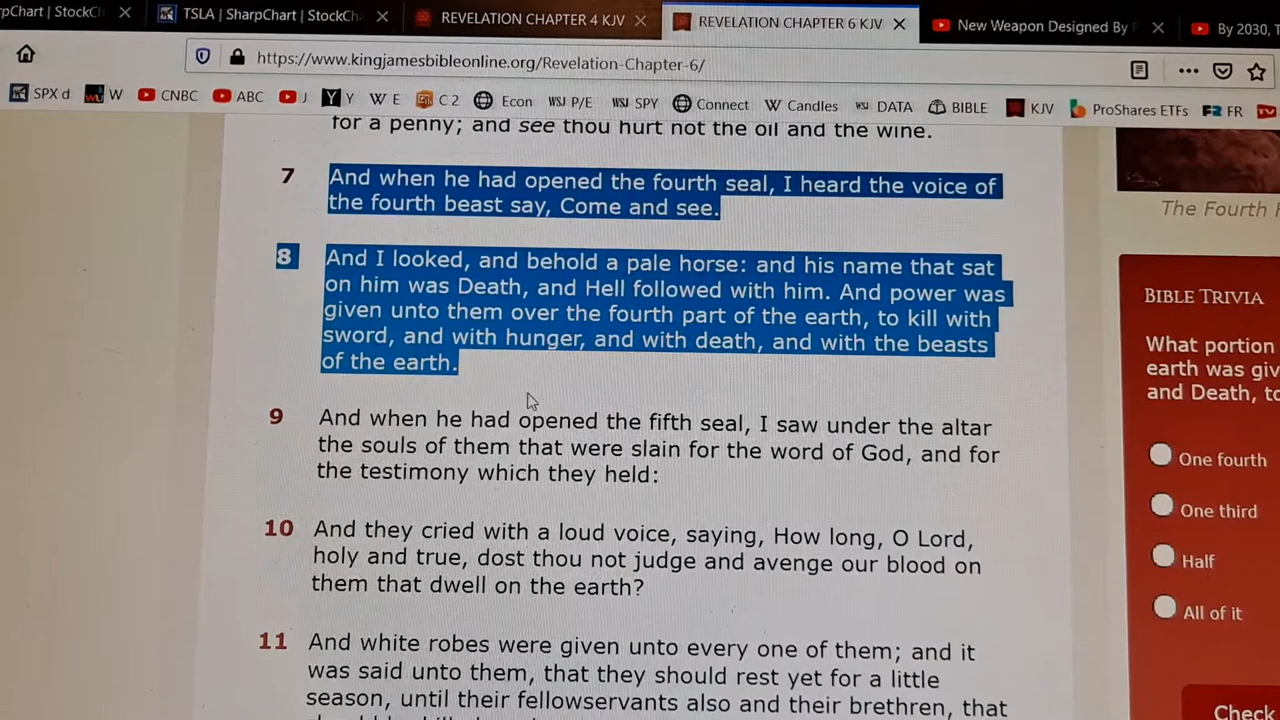 rpChart | StockCh
TSLA | SharpChart | StockCh
REVELATION CHAPTER 4 KJV
REVELATION CHAPTER 6 KJV
New Weapon Designed By
By 2030, T
https://www.kingjamesbibleonline.org/Revelation-Chapter-6/
SPX d
W
CNBC
ABC
J
Y
W E
C 2
Econ
WSJ P/E
WSJ SPY
Connect
W Candles
WSJ DATA
BIBLE
KJV
ProShares ETFs
FR
for a penny; and see thou hurt not the oil and the wine.
7 And when he had opened the fourth seal, I heard the voice of
the fourth beast say, Come and see.
8 And I looked, and behold a pale horse: and his name that sat
on him was Death, and Hell followed with him. And power was
given unto them over the fourth part of the earth, to kill with
sword, and with hunger, and with death, and with the beasts
of the earth.
9 And when he had opened the fifth seal, I saw under the altar
the souls of them that were slain for the word of God, and for
the testimony which they held:
10 And they cried with a loud voice, saying, How long, O Lord,
holy and true, dost thou not judge and avenge our blood on
them that dwell on the earth?
11 And white robes were given unto every one of them; and it
was said unto them, that they should rest yet for a little
season, until their fellowservants also and their brethren, that
The Fourth
BIBLE TRIVIA
What portion
earth was giv
and Death, to
One fourth
One third
Half
All of it
Check